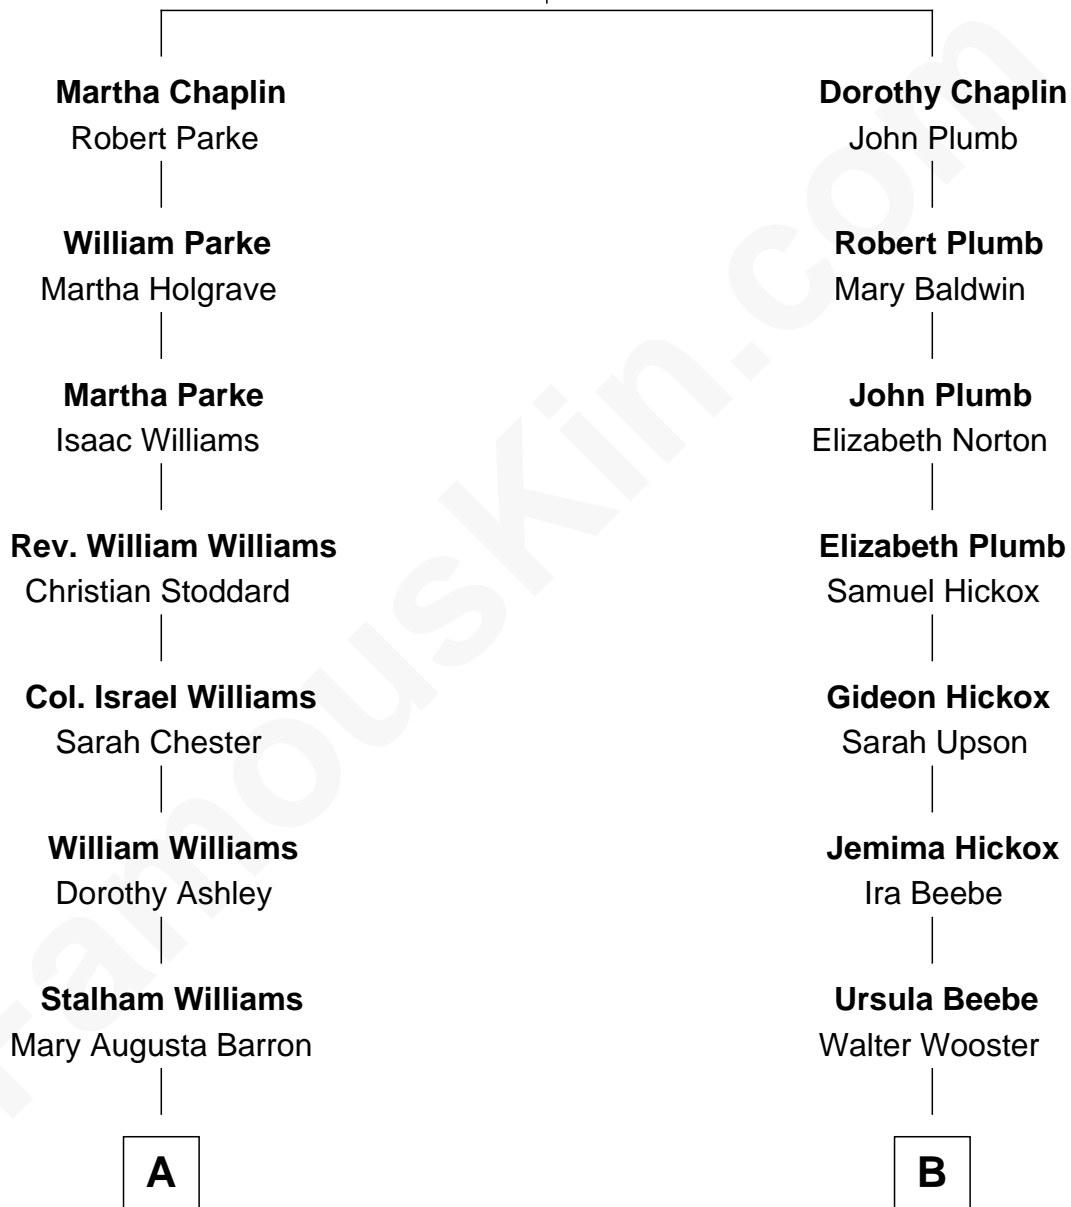 Martha Chaplin
Robert Parke
Dorothy Chaplin
John Plumb
William Parke
Martha Holgrave
Robert Plumb
Mary Baldwin
Martha Parke
Isaac Williams
John Plumb
Elizabeth Norton
Rev. William Williams
Christian Stoddard
Elizabeth Plumb
Samuel Hickox
Col. Israel Williams
Sarah Chester
Gideon Hickox
Sarah Upson
William Williams
Dorothy Ashley
Jemima Hickox
Ira Beebe
Stalham Williams
Mary Augusta Barron
Ursula Beebe
Walter Wooster
A
B
FamousKin.com